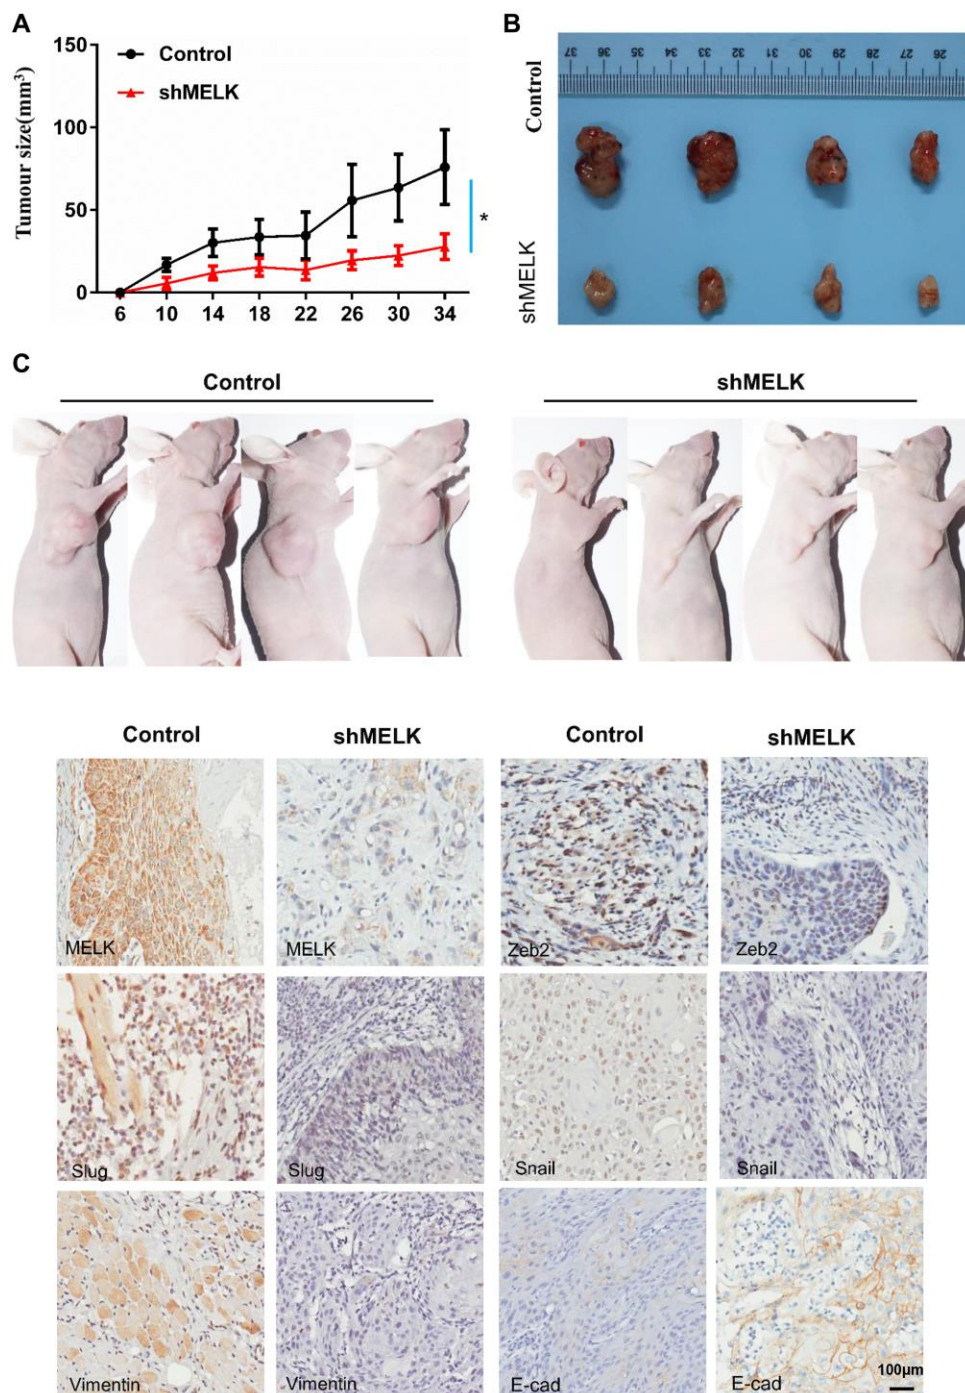 A
Tumour size(mm³)
150
100
50
0
Control
shMELK
*
6 10 14 18 22 26 30 34
B
Control
shMELK
37 36 35 34 33 32 31 30 29 28 27 26
C
Control shMELK
Control shMELK Control shMELK
MELK MELK Zeb2 Zeb2
Slug Slug Snail Snail
Vimentin Vimentin E-cad E-cad
100µm